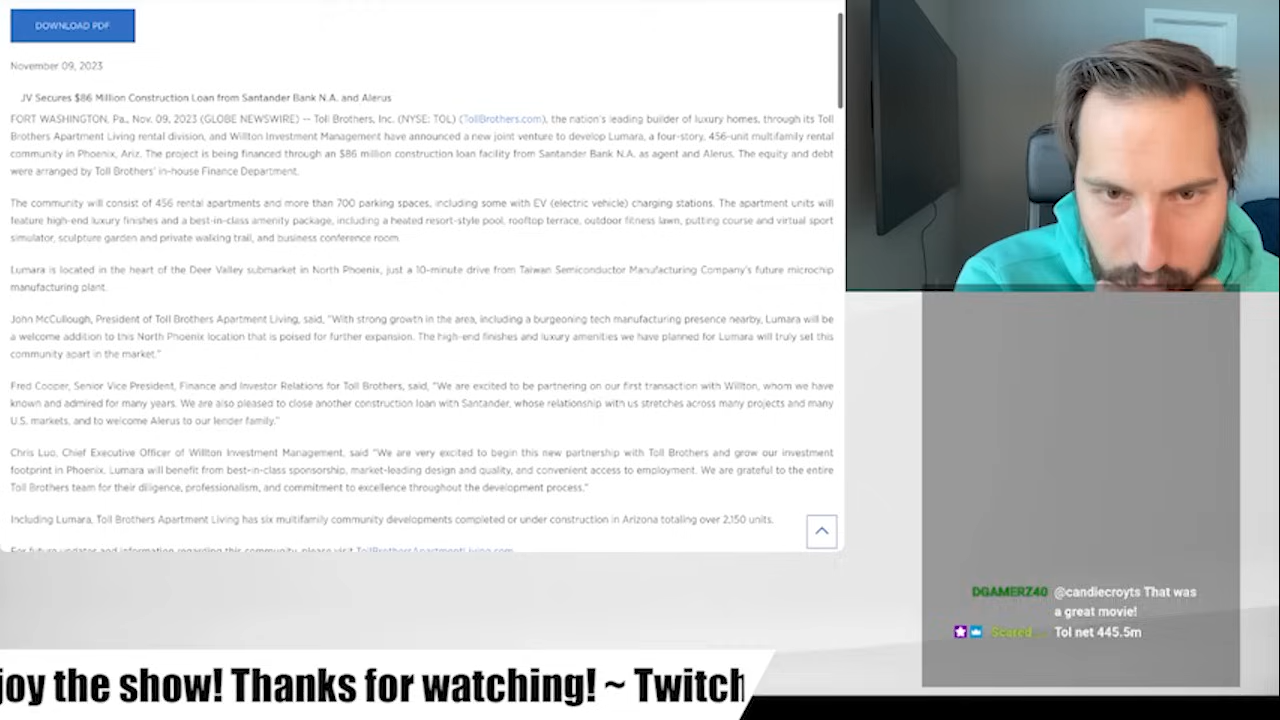 DOWNLOAD PDF
November 09, 2023
JV Secures $86 Million Construction Loan from Santander Bank N.A. and Alerus
FORT WASHINGTON, Pa., Nov. 09, 2023 (GLOBE NEWSWIRE) -- Toll Brothers, Inc. (NYSE: TOL) (TollBrothers.com), the nation's leading builder of luxury homes, through its Toll
Brothers Apartment Living rental division, and Willton Investment Management have announced a new joint venture to develop Lumara, a four-story, 456-unit multifamily rental
community in Phoenix, Ariz. The project is being financed through an $86 million construction loan facility from Santander Bank N.A. as agent and Alerus. The equity and debt
were arranged by Toll Brothers' in-house Finance Department.
The community will consist of 456 rental apartments and more than 700 parking spaces, including some with EV (electric vehicle) charging stations. The apartment units will
feature high-end luxury finishes and a best-in-class amenity package, including a heated resort-style pool, rooftop terrace, outdoor fitness lawn, putting course and virtual sport
simulator, sculpture garden and private walking trail, and business conference room.
Lumara is located in the heart of the Deer Valley submarket in North Phoenix, just a 10-minute drive from Taiwan Semiconductor Manufacturing Company's future microchip
manufacturing plant.
John McCullough, President of Toll Brothers Apartment Living, said, "With strong growth in the area, including a burgeoning tech manufacturing presence nearby, Lumara will be
a welcome addition to this North Phoenix location that is poised for further expansion. The high-end finishes and luxury amenities we have planned for Lumara will truly set this
community apart in the market."
Fred Cooper, Senior Vice President, Finance and Investor Relations for Toll Brothers, said, "We are excited to be partnering on our first transaction with Willton, whom we have
known and admired for many years. We are also pleased to close another construction loan with Santander, whose relationship with us stretches across many projects and many
U.S. markets, and to welcome Alerus to our lender family."
Chris Luo, Chief Executive Officer of Willton Investment Management, said "We are very excited to begin this new partnership with Toll Brothers and grow our investment
footprint in Phoenix. Lumara will benefit from best-in-class sponsorship, market-leading design and quality, and convenient access to employment. We are grateful to the entire
Toll Brothers team for their diligence, professionalism, and commitment to excellence throughout the development process."
Including Lumara, Toll Brothers Apartment Living has six multifamily community developments completed or under construction in Arizona totaling over 2,150 units.
For future updates and information regarding this community, please visit TollBrothersApartmentLiving.com
DGAMERZ40 @candiecroyts That was
a great movie!
Scared... Tol net 445.5m
joy the show! Thanks for watching! ~ Twitch